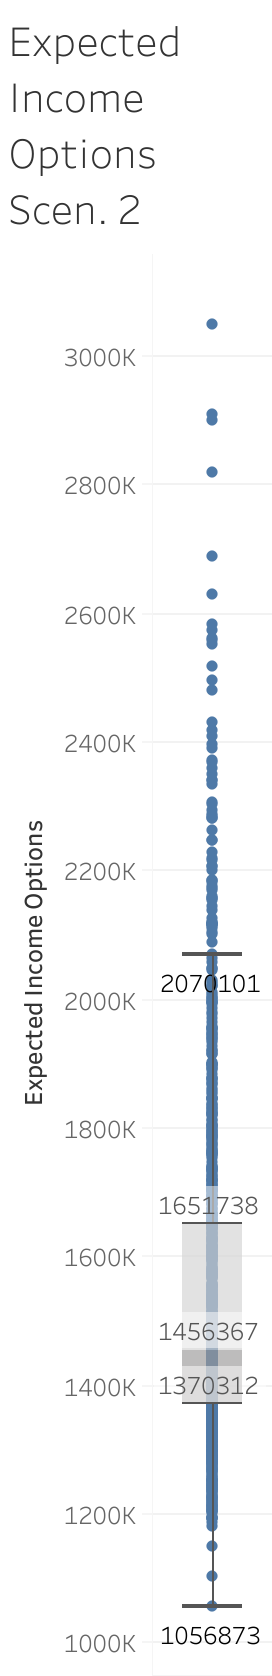 Expected
Income
Options
Scen. 2
3000K
2800K
2600K
2400K
2200K
Expected Income Options
2070101
2000K
1800K
1651738
1600K
1456367
1400K
1370312
1200K
1056873
1000K